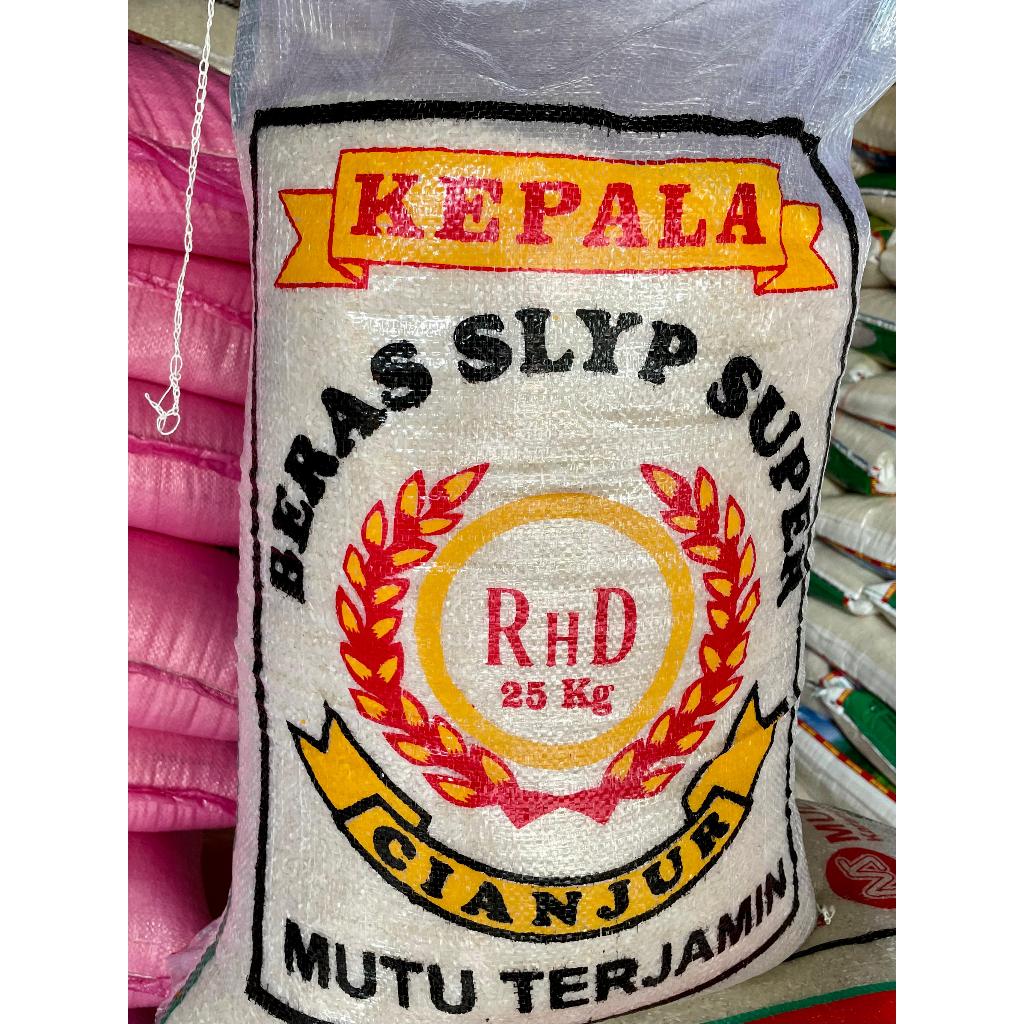 KEPALA
BERAS SLYP SUPER
RHD
25 Kg
CIANJUR
MUTU TERJAMIN